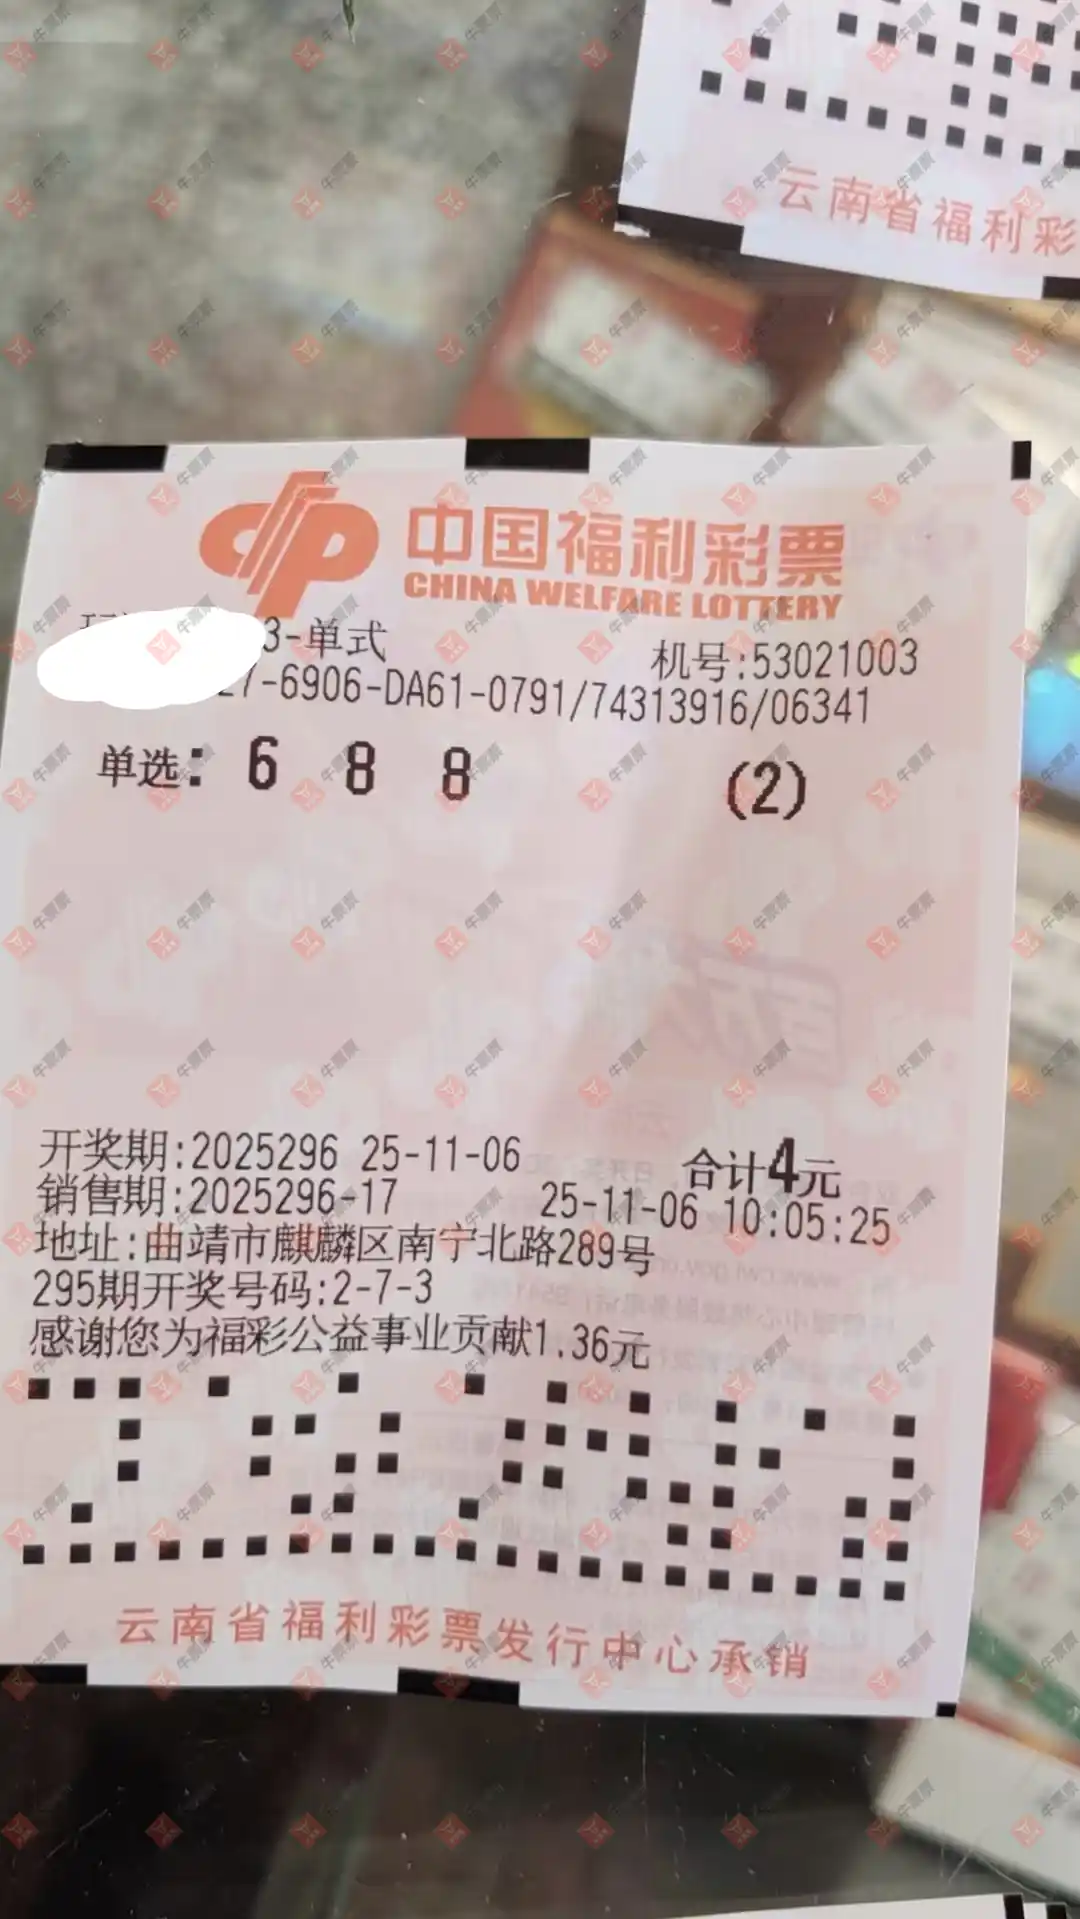 云南省福利彩
中国福利彩票
CHINA WELFARE LOTTERY
3-单式
机号:53021003
27-6906-DA61-0791/74313916/06341
单选: 6 8 8 (2)
开奖期:2025296 25-11-06 合计4元
销售期:2025296-17 25-11-06 10:05:25
地址:曲靖市麒麟区南宁北路289号
295期开奖号码:2-7-3
感谢您为福彩公益事业贡献1.36元
云南省福利彩票发行中心承销
牛票票